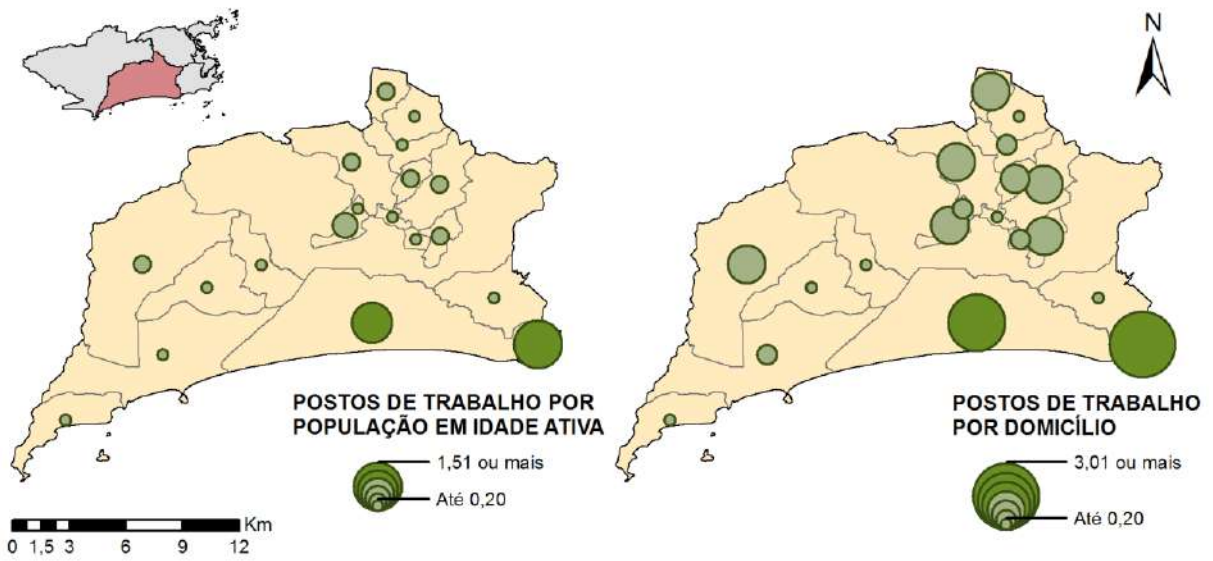 N
POSTOS DE TRABALHO POR
POPULAÇÃO EM IDADE ATIVA
1,51 ou mais
Até 0,20
POSTOS DE TRABALHO
POR DOMICÍLIO
3,01 ou mais
Até 0,20
Km
0 1,5 3 6 9 12